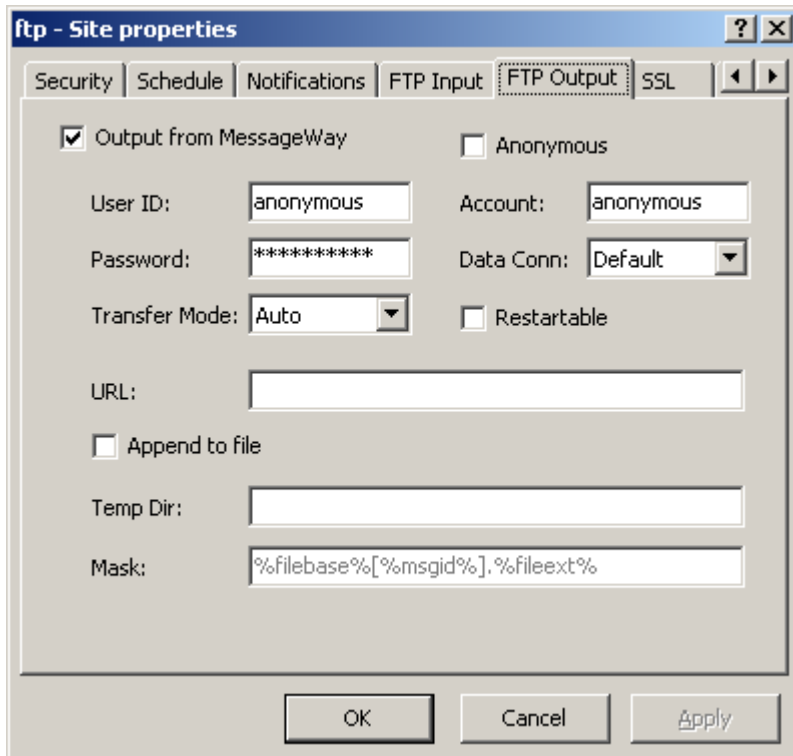 ftp - Site properties
Security Schedule Notifications FTP Input FTP Output SSL
Output from MessageWay
Anonymous
User ID: anonymous Account: anonymous
Password: ********** Data Conn: Default
Transfer Mode: Auto Restartable
URL:
Append to file
Temp Dir:
Mask: %filebase%[%msgid%].%fileext%
OK Cancel Apply